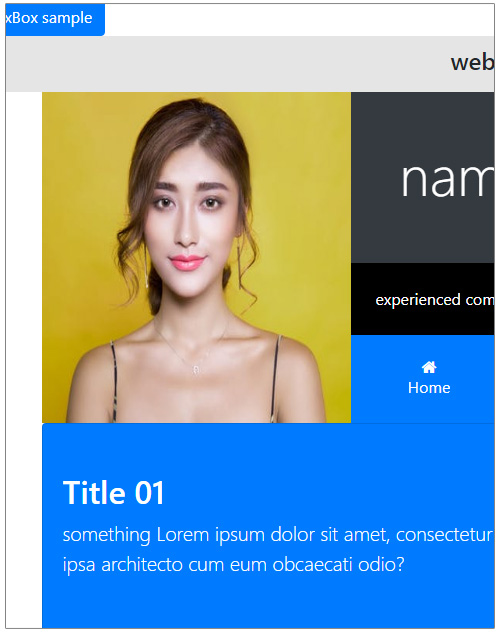 xBox sample
web
nam
experienced com
Home
Title 01
something Lorem ipsum dolor sit amet, consectetur
ipsa architecto cum eum obcaecati odio?